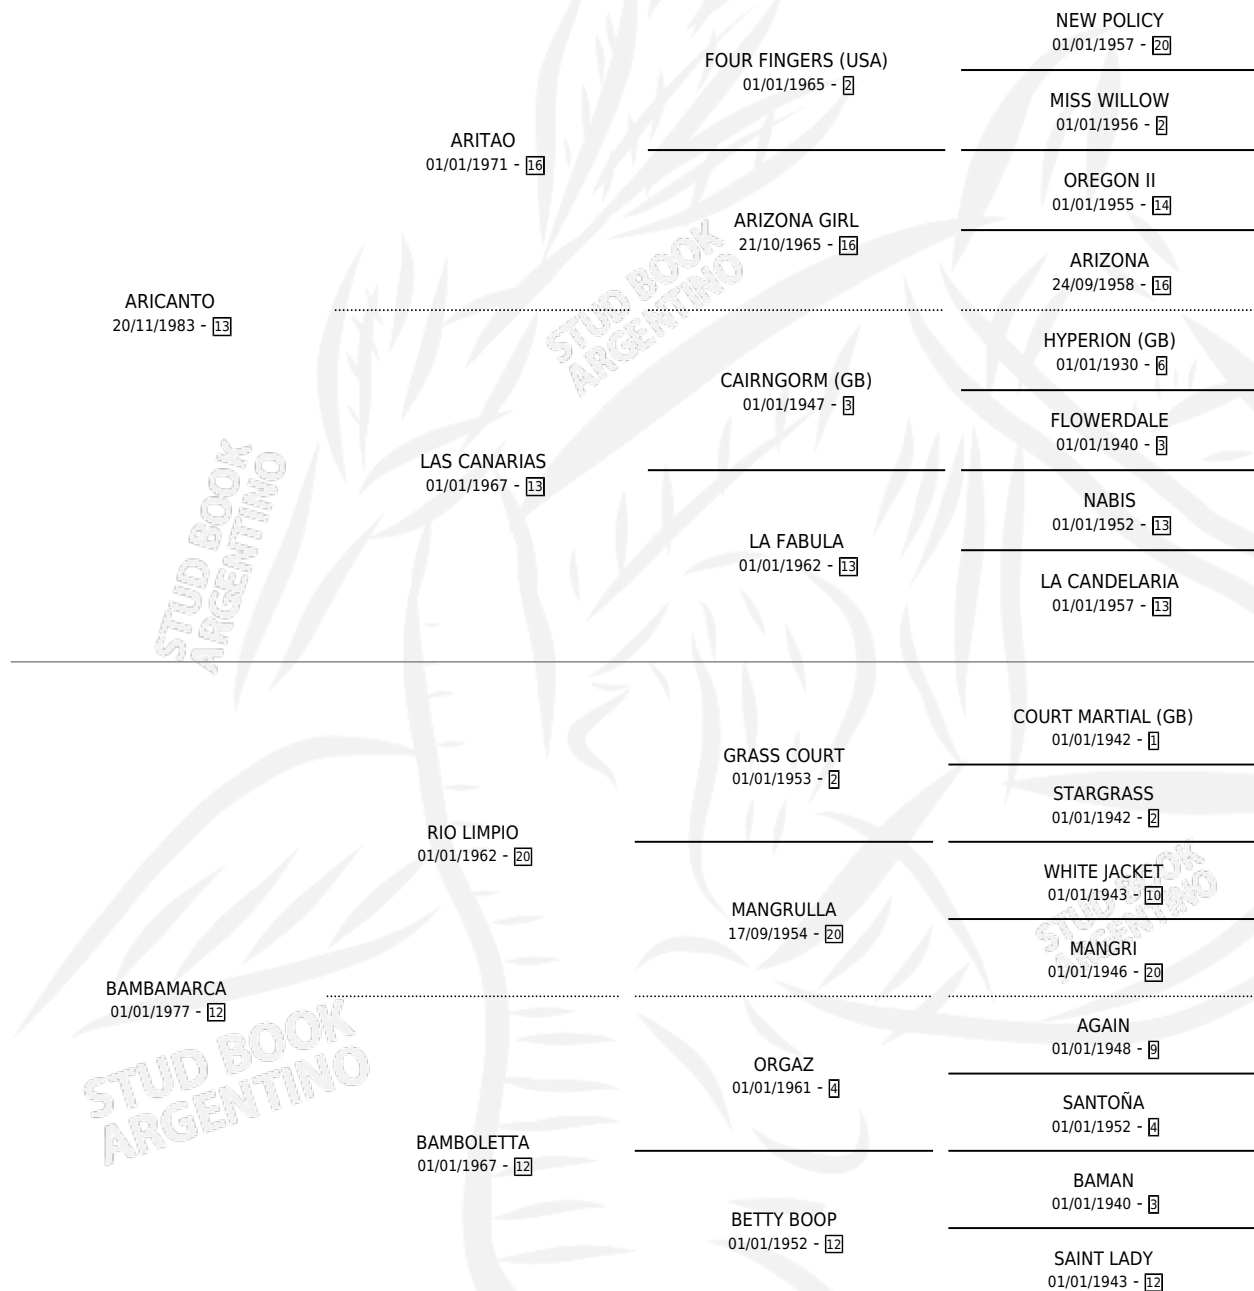 NEW POLICY
01/01/1957 - 20
FOUR FINGERS (USA)
01/01/1965 - 2
MISS WILLOW
01/01/1956 - 2
ARITAO
01/01/1971 - 16
OREGON II
01/01/1955 - 14
ARIZONA GIRL
21/10/1965 - 16
ARIZONA
24/09/1958 - 16
ARICANTO
20/11/1983 - 13
HYPERION (GB)
01/01/1930 - 6
CAIRNGORM (GB)
01/01/1947 - 3
FLOWERDALE
01/01/1940 - 3
LAS CANARIAS
01/01/1967 - 13
NABIS
01/01/1952 - 13
LA FABULA
01/01/1962 - 13
LA CANDELARIA
01/01/1957 - 13
COURT MARTIAL (GB)
01/01/1942 - 1
GRASS COURT
01/01/1953 - 2
STARGRASS
01/01/1942 - 2
RIO LIMPIO
01/01/1962 - 20
WHITE JACKET
01/01/1943 - 10
MANGRULLA
17/09/1954 - 20
MANGRI
01/01/1946 - 20
BAMBAMARCA
01/01/1977 - 12
AGAIN
01/01/1948 - 9
ORGAZ
01/01/1961 - 4
SANTOÑA
01/01/1952 - 4
BAMBOLETTA
01/01/1967 - 12
BAMAN
01/01/1940 - 3
BETTY BOOP
01/01/1952 - 12
SAINT LADY
01/01/1943 - 12
STUD BOOK
ARGENTINO
STUD BOOK
ARGENTINO
STUD BOOK
ARGENTINO
STUD BOOK
ARGENTINO